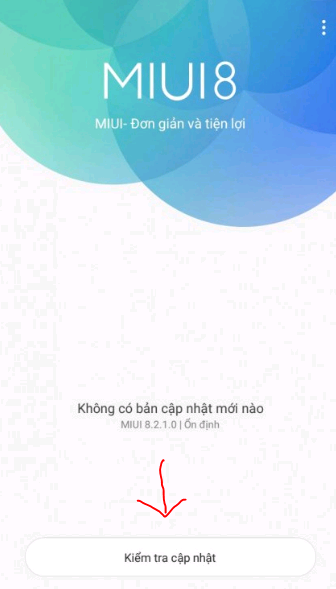 MIUI8
MIUI- Đơn giản và tiện lợi
Không có bản cập nhật mới nào
MIUI 8.2.1.0 | Ổn định
Kiểm tra cập nhật